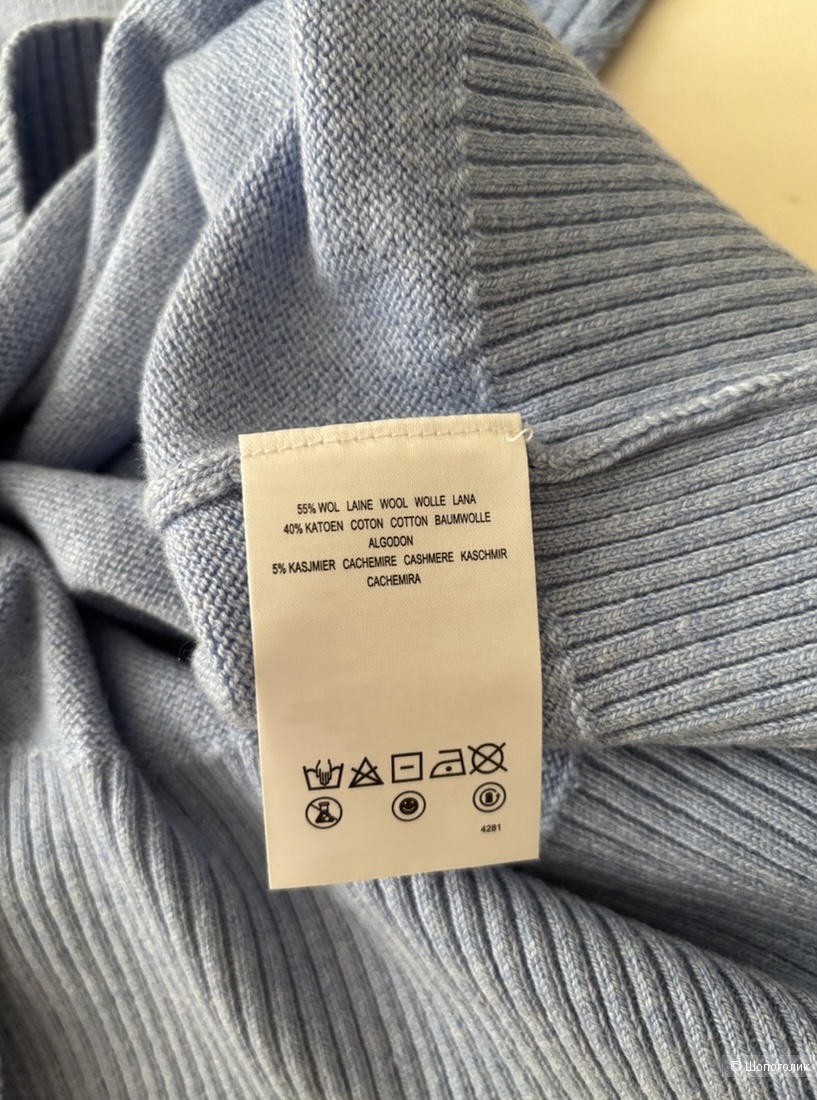 55% WOL LAINE WOOL WOLLE LANA
40% KATOEN COTON COTTON BAUMWOLLE
ALGODON
5% KASJMIER CACHEMIRE CASHMERE KASCHMIR
CACHEMIRA
4281
© Шопоголик